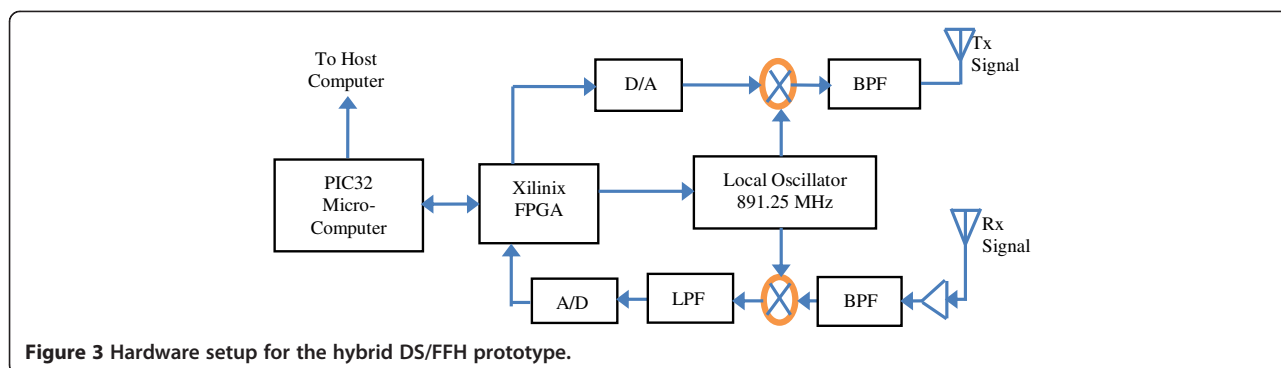 To Host
Computer
D/A
BPF
Tx
Signal
PIC32
Micro-
Computer
Xilinix
FPGA
Local Oscillator
891.25 MHz
Rx
Signal
A/D
LPF
BPF
Figure 3 Hardware setup for the hybrid DS/FFH prototype.